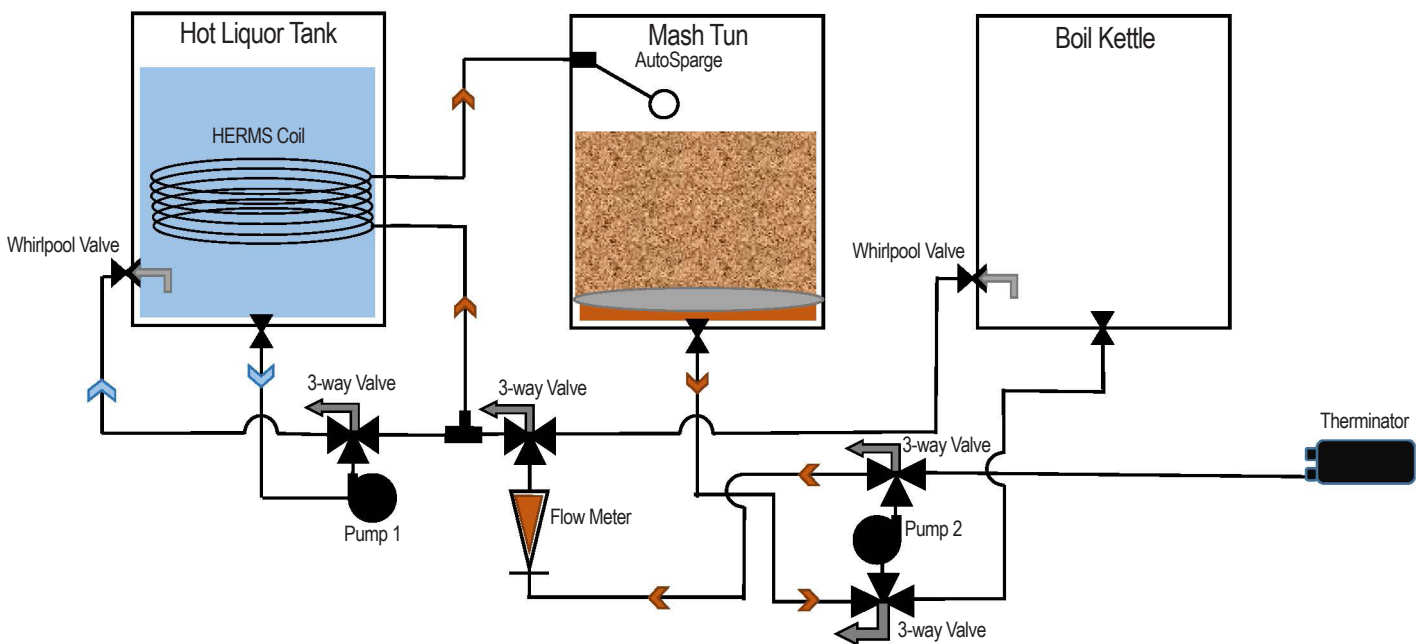 Hot Liquor Tank
Mash Tun
AutoSparge
Boil Kettle
HERMS Coil
Whirlpool Valve
Whirlpool Valve
3-way Valve
3-way Valve
Therminator
3-way Valve
Flow Meter
Pump 1
Pump 2
3-way Valve